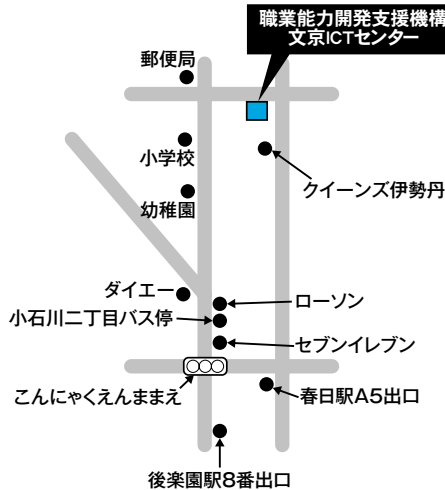 職業能力開発支援機構
文京ICTセンター
郵便局
小学校
クイーンズ伊勢丹
幼稚園
ダイエー
ローソン
小石川二丁目バス停
セブンイレブン
こんにゃくえんままえ
春日駅A5出口
後楽園駅8番出口